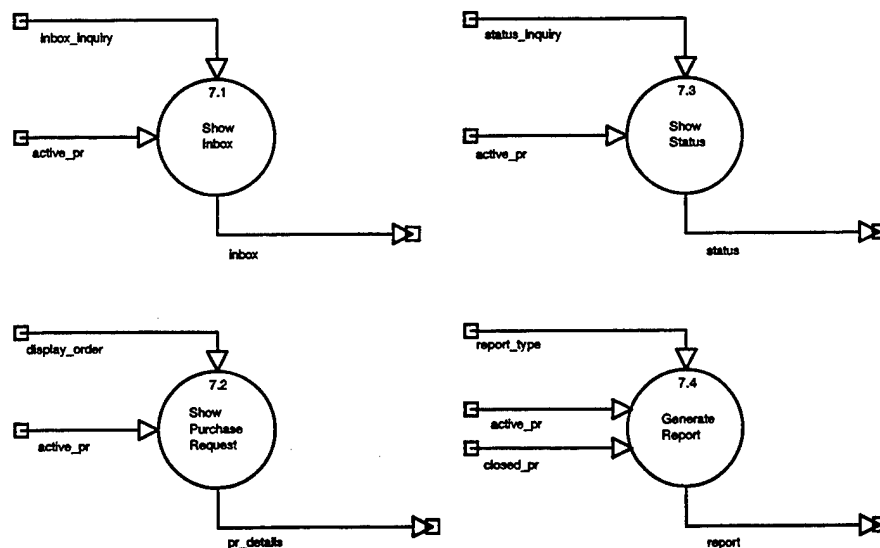 inbox_inquiry
7.1
Show
Inbox
active_pr
inbox
status_inquiry
7.3
Show
Status
active_pr
status
display_order
7.2
Show
Purchase
Request
active_pr
pr_details
report_type
7.4
Generate
Report
active_pr
closed_pr
report